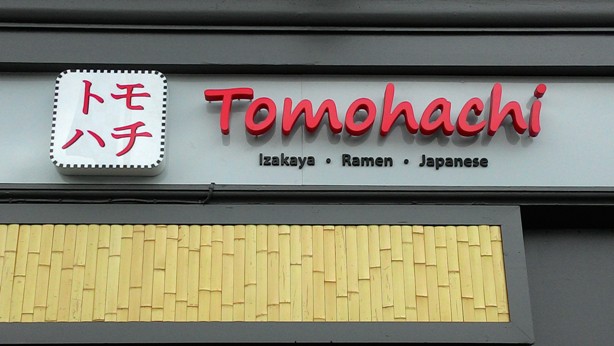 トモ
ハチ
Tomohachi
Izakaya • Ramen • Japanese